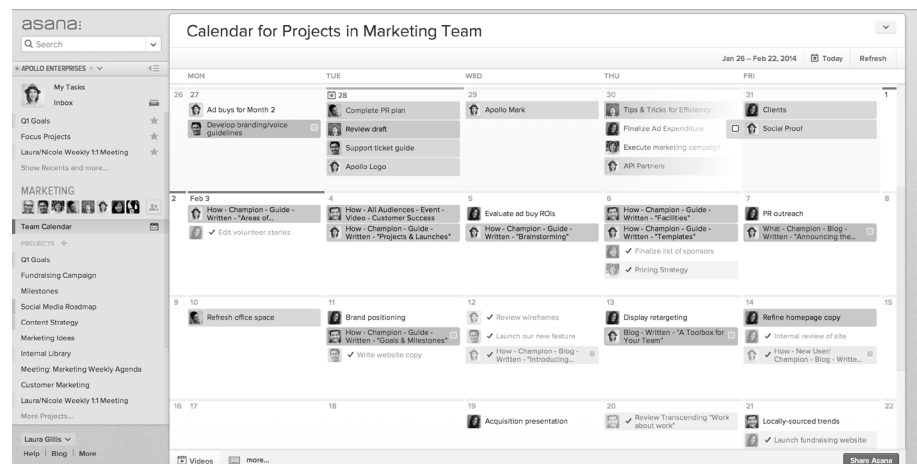 asana:
Search
APOLLO ENTERPRISES
My Tasks
Inbox
Q1 Goals
Focus Projects
Laura/Nicole Weekly 1:1 Meeting
Show Recents and more...
MARKETING
Team Calendar
PROJECTS +
Q1 Goals
Fundraising Campaign
Milestones
Social Media Roadmap
Content Strategy
Marketing Ideas
Internal Library
Meeting: Marketing Weekly Agenda
Customer Marketing
Laura/Nicole Weekly 1:1 Meeting
More Projects...
Laura Gillis
Help | Blog | More
Calendar for Projects in Marketing Team
Jan 26 – Feb 22, 2014 Today Refresh
MON TUE WED THU FRI
26 27 28 29 30 31 1
Ad buys for Month 2
Develop branding/voice
guidelines
Complete PR plan
Review draft
Support ticket guide
Apollo Logo
Apollo Mark
Tips & Tricks for Efficiency
Finalize Ad Expenditure
Execute marketing campaign
API Partners
Clients
Social Proof
2 Feb 3 4 5 6 7 8
How - Champion - Guide -
Written - "Areas of...
✓ Edit volunteer stories
How - All Audiences - Event -
Video - Customer Success
How - Champion - Guide -
Written - "Projects & Launches"
Evaluate ad buy ROIs
How - Champion - Guide -
Written - "Brainstorming"
How - Champion - Guide -
Written - "Facilities"
How - Champion - Guide -
Written - "Templates"
✓ Finalize list of sponsors
✓ Pricing Strategy
PR outreach
What - Champion - Blog -
Written - "Announcing the...
9 10 11 12 13 14 15
Refresh office space
Brand positioning
How - Champion - Guide -
Written - "Goals & Milestones"
✓ Write website copy
✓ Review wireframes
✓ Launch our new feature
✓ How - Champion - Blog -
Written - "Introducing...
Display retargeting
Blog - Written - "A Toolbox for
Your Team"
Refine homepage copy
✓ Internal review of site
✓ How - New User/
Champion - Blog - Writte...
16 17 18 19 20 21 22
Acquisition presentation
✓ Review Transcending "Work
about work"
Locally-sourced trends
✓ Launch fundraising website
Videos more...
Share Asana